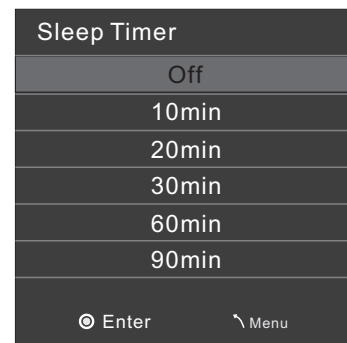 Sleep Timer
Off
10min
20min
30min
60min
90min
Enter Menu